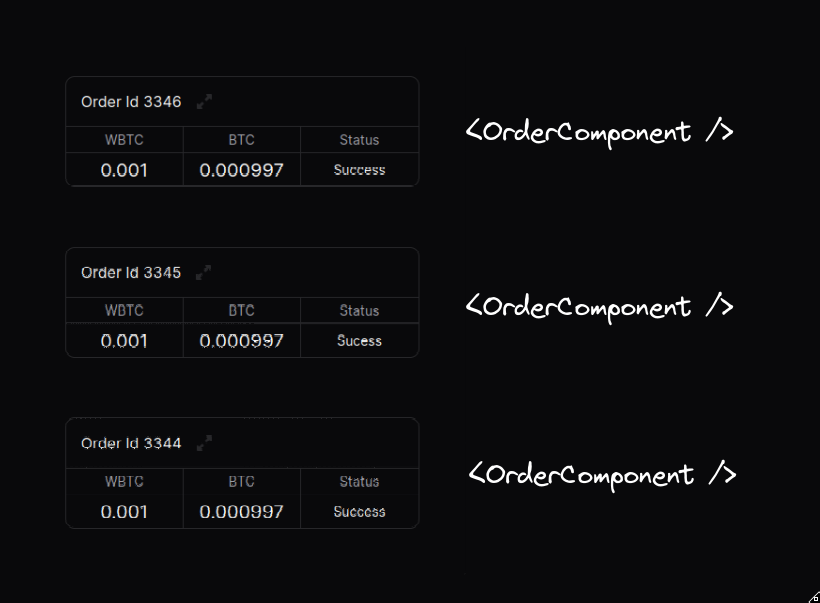 Order Id 3346
<OrderComponent />
WBTC BTC Status
0.001 0.000997 Success
Order Id 3345
<OrderComponent />
WBTC BTC Status
0.001 0.000997 Sucess
Order Id 3344
<OrderComponent />
WBTC BTC Status
0.001 0.000997 Success